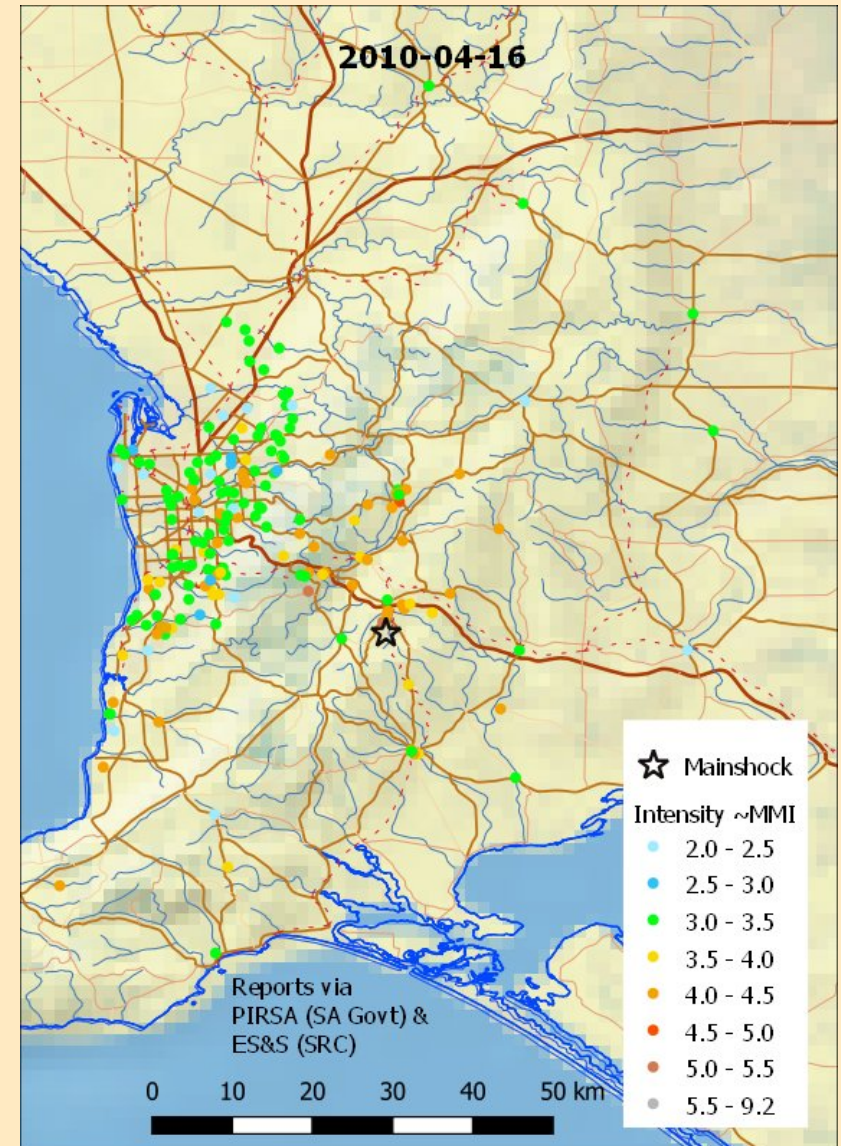 2010-04-16
Mainshock
Intensity ~MMI
2.0 - 2.5
2.5 - 3.0
3.0 - 3.5
3.5 - 4.0
4.0 - 4.5
4.5 - 5.0
5.0 - 5.5
5.5 - 9.2
Reports via
PIRSA (SA Govt) &
ES&S (SRC)
0 10 20 30 40 50 km